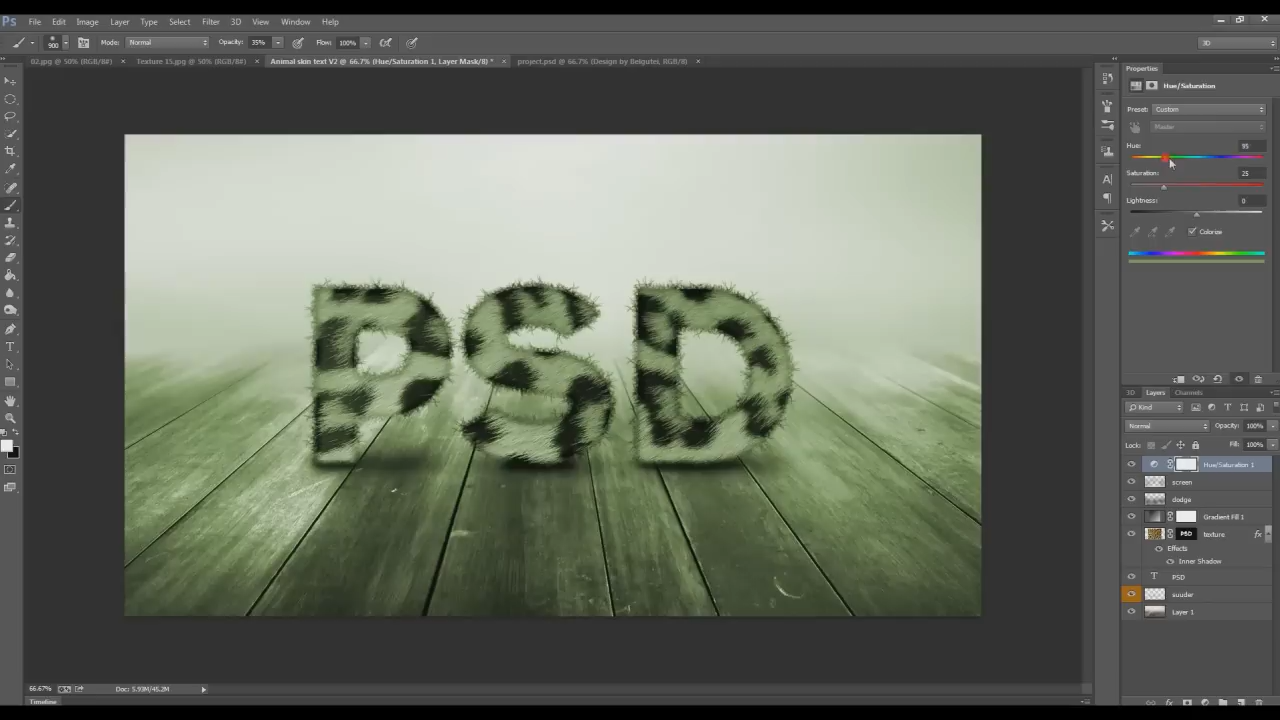 Ps File Edit Image Layer Type Select Filter 3D View Window Help
900 Mode: Normal Opacity: 35% Flow: 100% 3D
02.jpg @ 50% (RGB/8#) × Texture 15.jpg @ 50% (RGB/8#) × Animal skin text V2 @ 66.7% (Hue/Saturation 1, Layer Mask/8) * × project.psd @ 66.7% (Design by Belgutei, RGB/8) ×
Properties
Hue/Saturation
Preset: Custom
Master
Hue: 95
Saturation: 25
Lightness: 0
Colorize
PSD
3D Layers Channels
Kind
Normal Opacity: 100%
Lock: Fill: 100%
Hue/Saturation 1
screen
dodge
Gradient Fill 1
PSD texture fx
Effects
Inner Shadow
T PSD
suuder
Layer 1
66.67% Doc: 5.93M/45.2M
Timeline